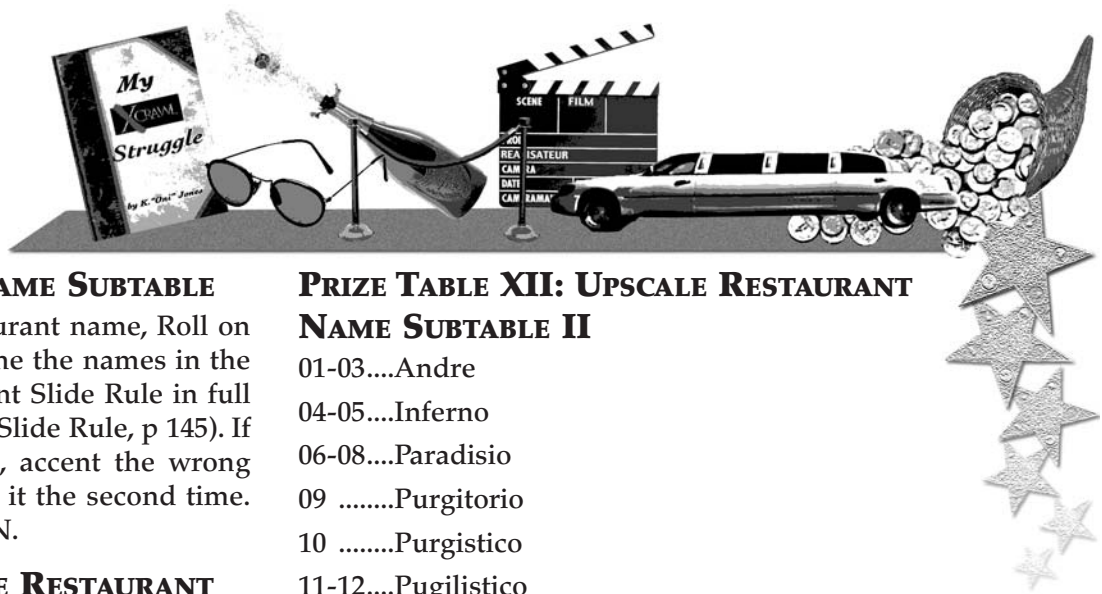 My
XCRAWL
Struggle
by K. "Oni" Jones
SCENE FILM
REALISATEUR
CAMERA
DATE
CAMERAMA
AME SUBTABLE
urant name, Roll on
ne the names in the
nt Slide Rule in full
Slide Rule, p 145). If
, accent the wrong
it the second time.
N.
E RESTAURANT
PRIZE TABLE XII: UPSCALE RESTAURANT
NAME SUBTABLE II
01-03....Andre
04-05....Inferno
06-08....Paradisio
09 ........Purgitorio
10 ........Purgistico
11-12....Pugilistico